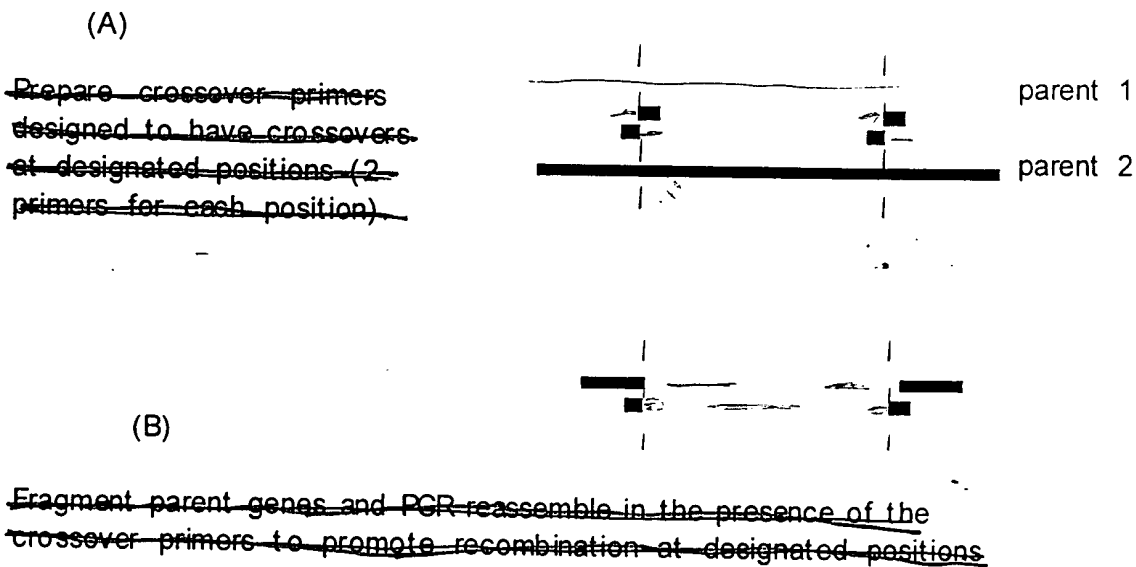 (A)
Prepare crossover primers
designed to have crossovers
at designated positions (2
primers for each position).
parent 1
parent 2
(B)
Fragment parent genes and PCR reassemble in the presence of the
crossover primers to promote recombination at designated positions